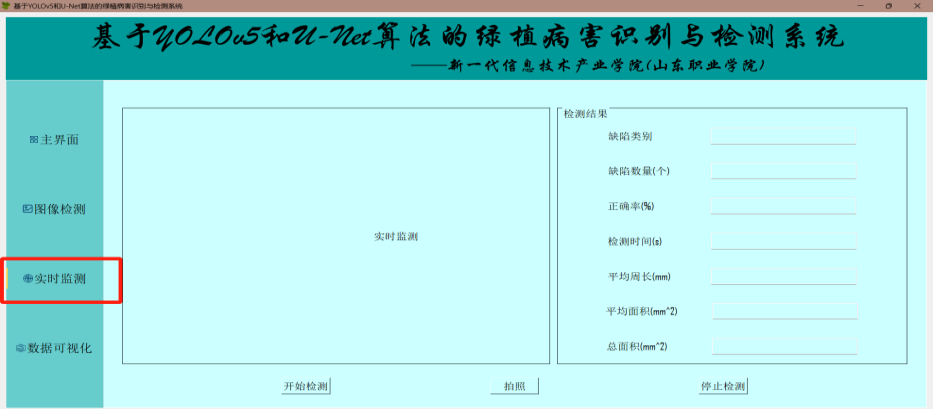 基于YOLOv5和U-Net算法的绿植病害识别与检测系统
基于YOLOv5和U-Net算法的绿植病害识别与检测系统
——新一代信息技术产业学院(山东职业学院)
主界面
图像检测
实时监测
数据可视化
实时监测
检测结果
缺陷类别
缺陷数量(个)
正确率(%)
检测时间(s)
平均周长(mm)
平均面积(mm^2)
总面积(mm^2)
开始检测
拍照
停止检测